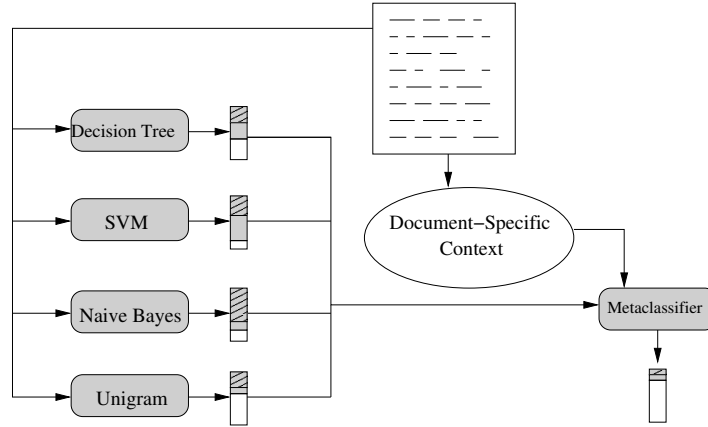 Decision Tree
SVM
Naive Bayes
Unigram
Document−Specific
Context
Metaclassifier